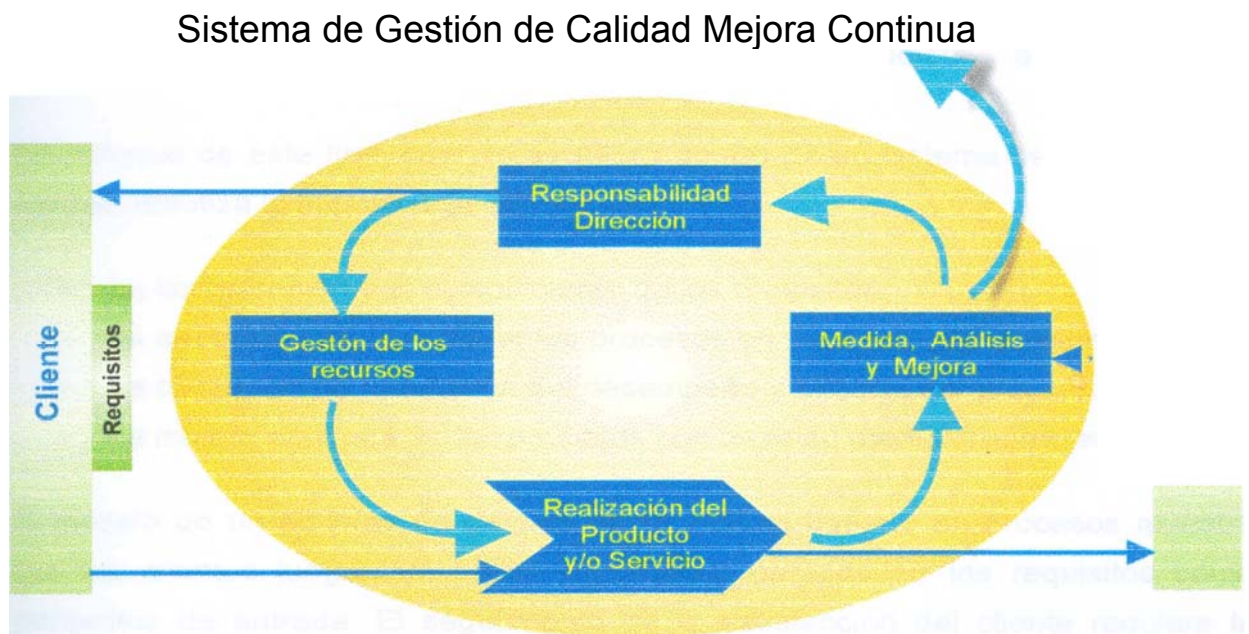 Sistema de Gestión de Calidad Mejora Continua
Responsabilidad
Dirección
Gestón de los
recursos
Medida, Análisis
y Mejora
Cliente
Requisitos
Realización del
Producto
y/o Servicio